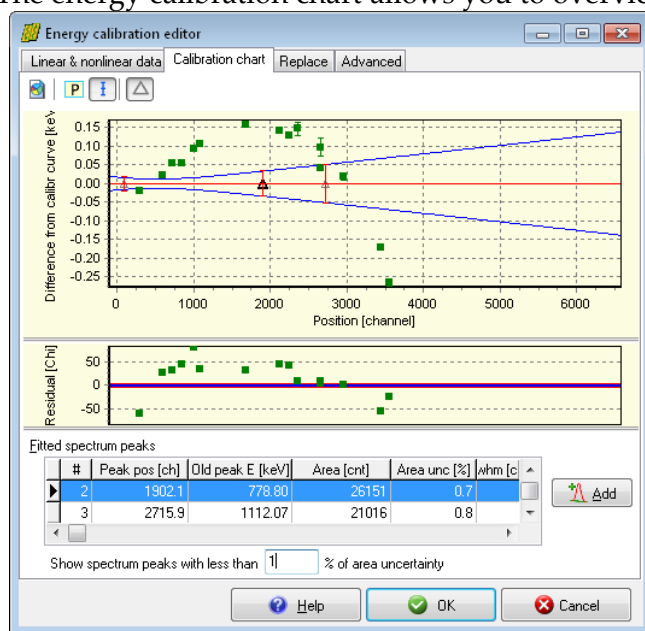 The energy calibration chart allows you to overvie
Energy calibration editor
Linear & nonlinear data Calibration chart Replace Advanced
P
Difference from calibr curve [keV
0.15
0.10
0.05
0.00
-0.05
-0.10
-0.15
-0.20
-0.25
0 1000 2000 3000 4000 5000 6000
Position [channel]
Residual [Chi]
50
0
-50
Fitted spectrum peaks
# Peak pos [ch] Old peak E [keV] Area [cnt] Area unc [%] whm [c
2 1902.1 778.80 26151 0.7
3 2715.9 1112.07 21016 0.8
Add
Show spectrum peaks with less than 1 % of area uncertainty
Help OK Cancel